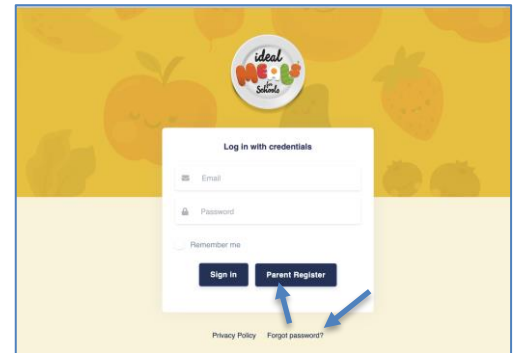 ideal
MEALS
for
Schools
Log in with credentials
Email
Password
Remember me
Sign in Parent Register
Privacy Policy Forgot password?